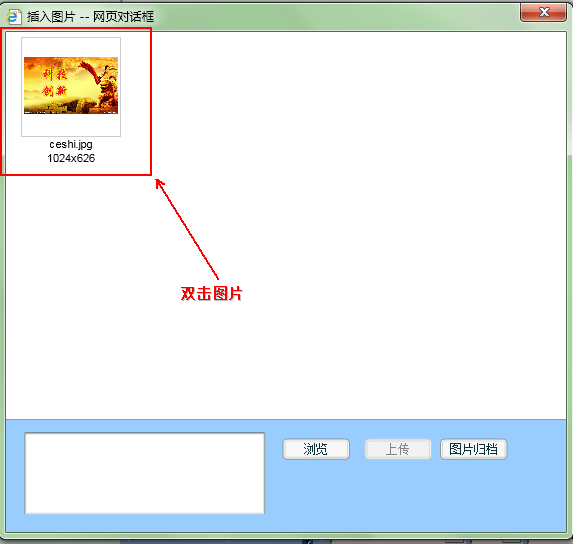 插入图片 -- 网页对话框
科技
创新
ceshi.jpg
1024x626
双击图片
浏览
上传
图片归档